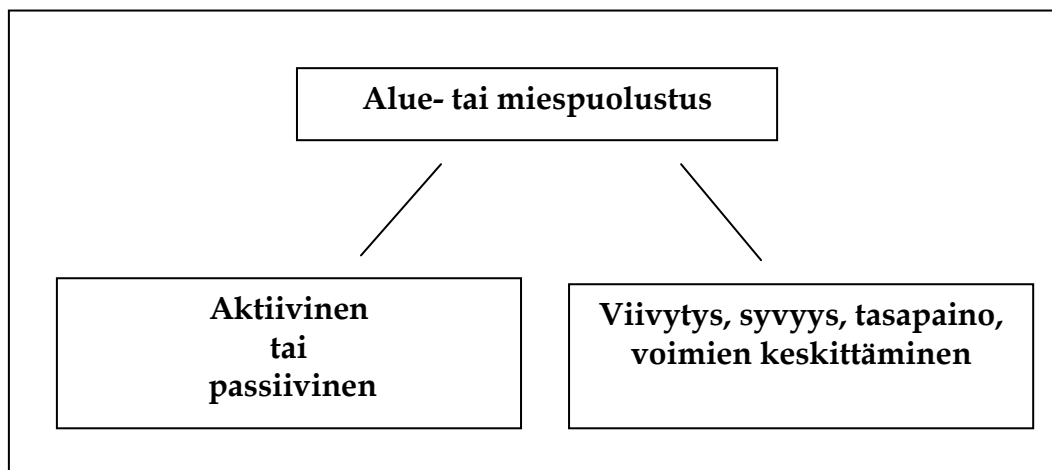 Alue- tai miespuolustus
Aktiivinen
tai
passiivinen
Viivytys, syvyys, tasapaino,
voimien keskittäminen